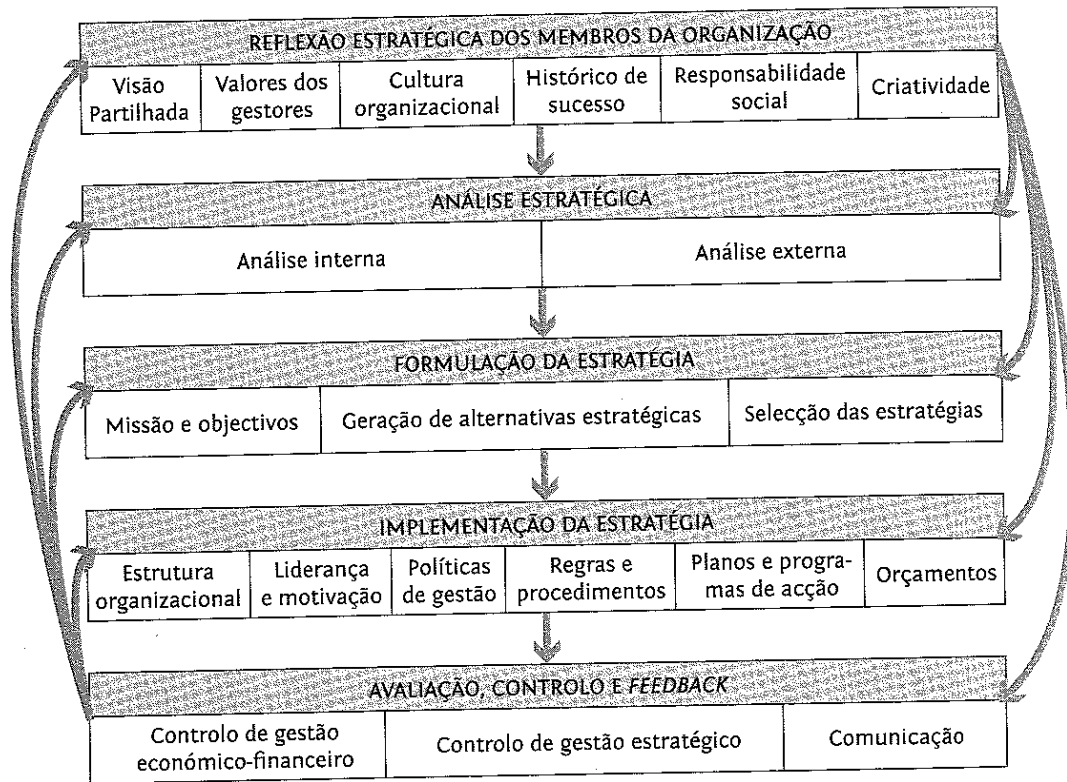 REFLEXÃO ESTRATÉGICA DOS MEMBROS DA ORGANIZAÇÃO
Visão
Partilhada
Valores dos
gestores
Cultura
organizacional
Histórico de
sucesso
Responsabilidade
social
Criatividade
ANÁLISE ESTRATÉGICA
Análise interna
Análise externa
FORMULAÇÃO DA ESTRATÉGIA
Missão e objectivos
Geração de alternativas estratégicas
Selecção das estratégias
IMPLEMENTAÇÃO DA ESTRATÉGIA
Estrutura
organizacional
Liderança
e motivação
Políticas
de gestão
Regras e
procedimentos
Planos e progra-
mas de acção
Orçamentos
AVALIAÇÃO, CONTROLO E FEEDBACK
Controlo de gestão
económico-financeiro
Controlo de gestão estratégico
Comunicação